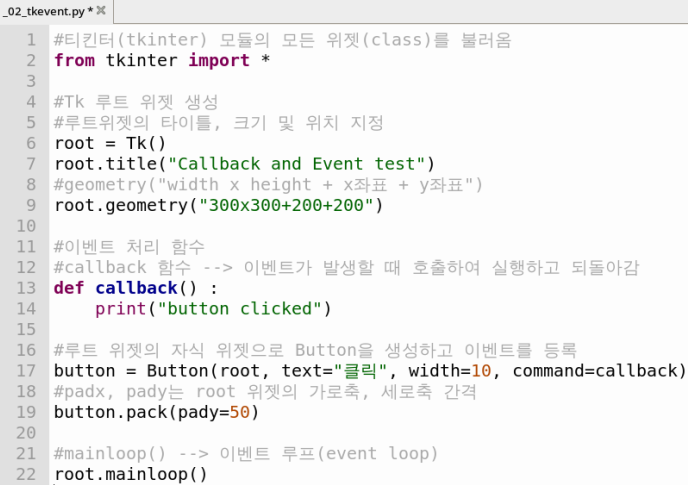 _02_tkevent.py *
1 #티킨터(tkinter) 모듈의 모든 위젯(class)를 불러옴
2 from tkinter import *
3
4 #Tk 루트 위젯 생성
5 #루트위젯의 타이틀, 크기 및 위치 지정
6 root = Tk()
7 root.title("Callback and Event test")
8 #geometry("width x height + x좌표 + y좌표")
9 root.geometry("300x300+200+200")
10
11 #이벤트 처리 함수
12 #callback 함수 --> 이벤트가 발생할 때 호출하여 실행하고 되돌아감
13 def callback() :
14     print("button clicked")
15
16 #루트 위젯의 자식 위젯으로 Button을 생성하고 이벤트를 등록
17 button = Button(root, text="클릭", width=10, command=callback)
18 #padx, pady는 root 위젯의 가로축, 세로축 간격
19 button.pack(pady=50)
20
21 #mainloop() --> 이벤트 루프(event loop)
22 root.mainloop()